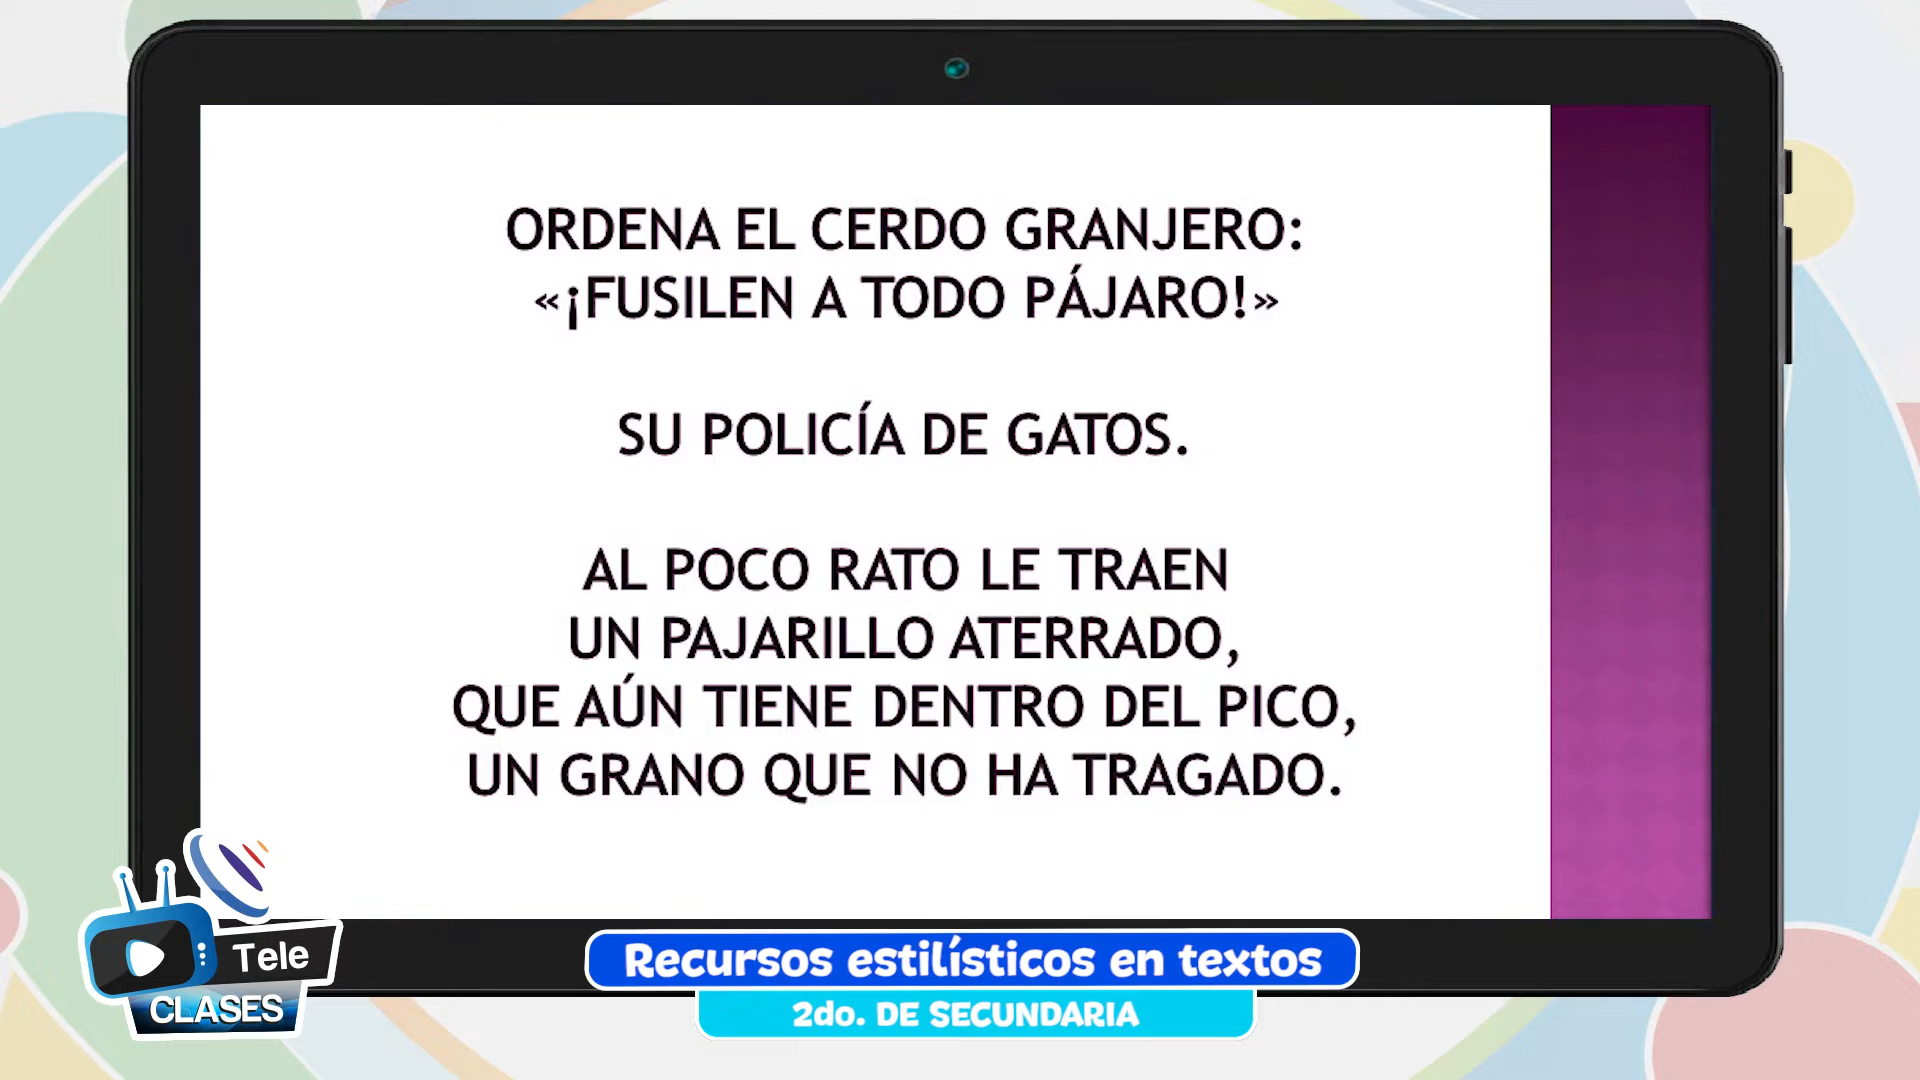 ORDENA EL CERDO GRANJERO:
«¡FUSILEN A TODO PÁJARO!»
SU POLICÍA DE GATOS.
AL POCO RATO LE TRAEN
UN PAJARILLO ATERRADO,
QUE AÚN TIENE DENTRO DEL PICO,
UN GRANO QUE NO HA TRAGADO.
Tele
CLASES
Recursos estilísticos en textos
2do. DE SECUNDARIA